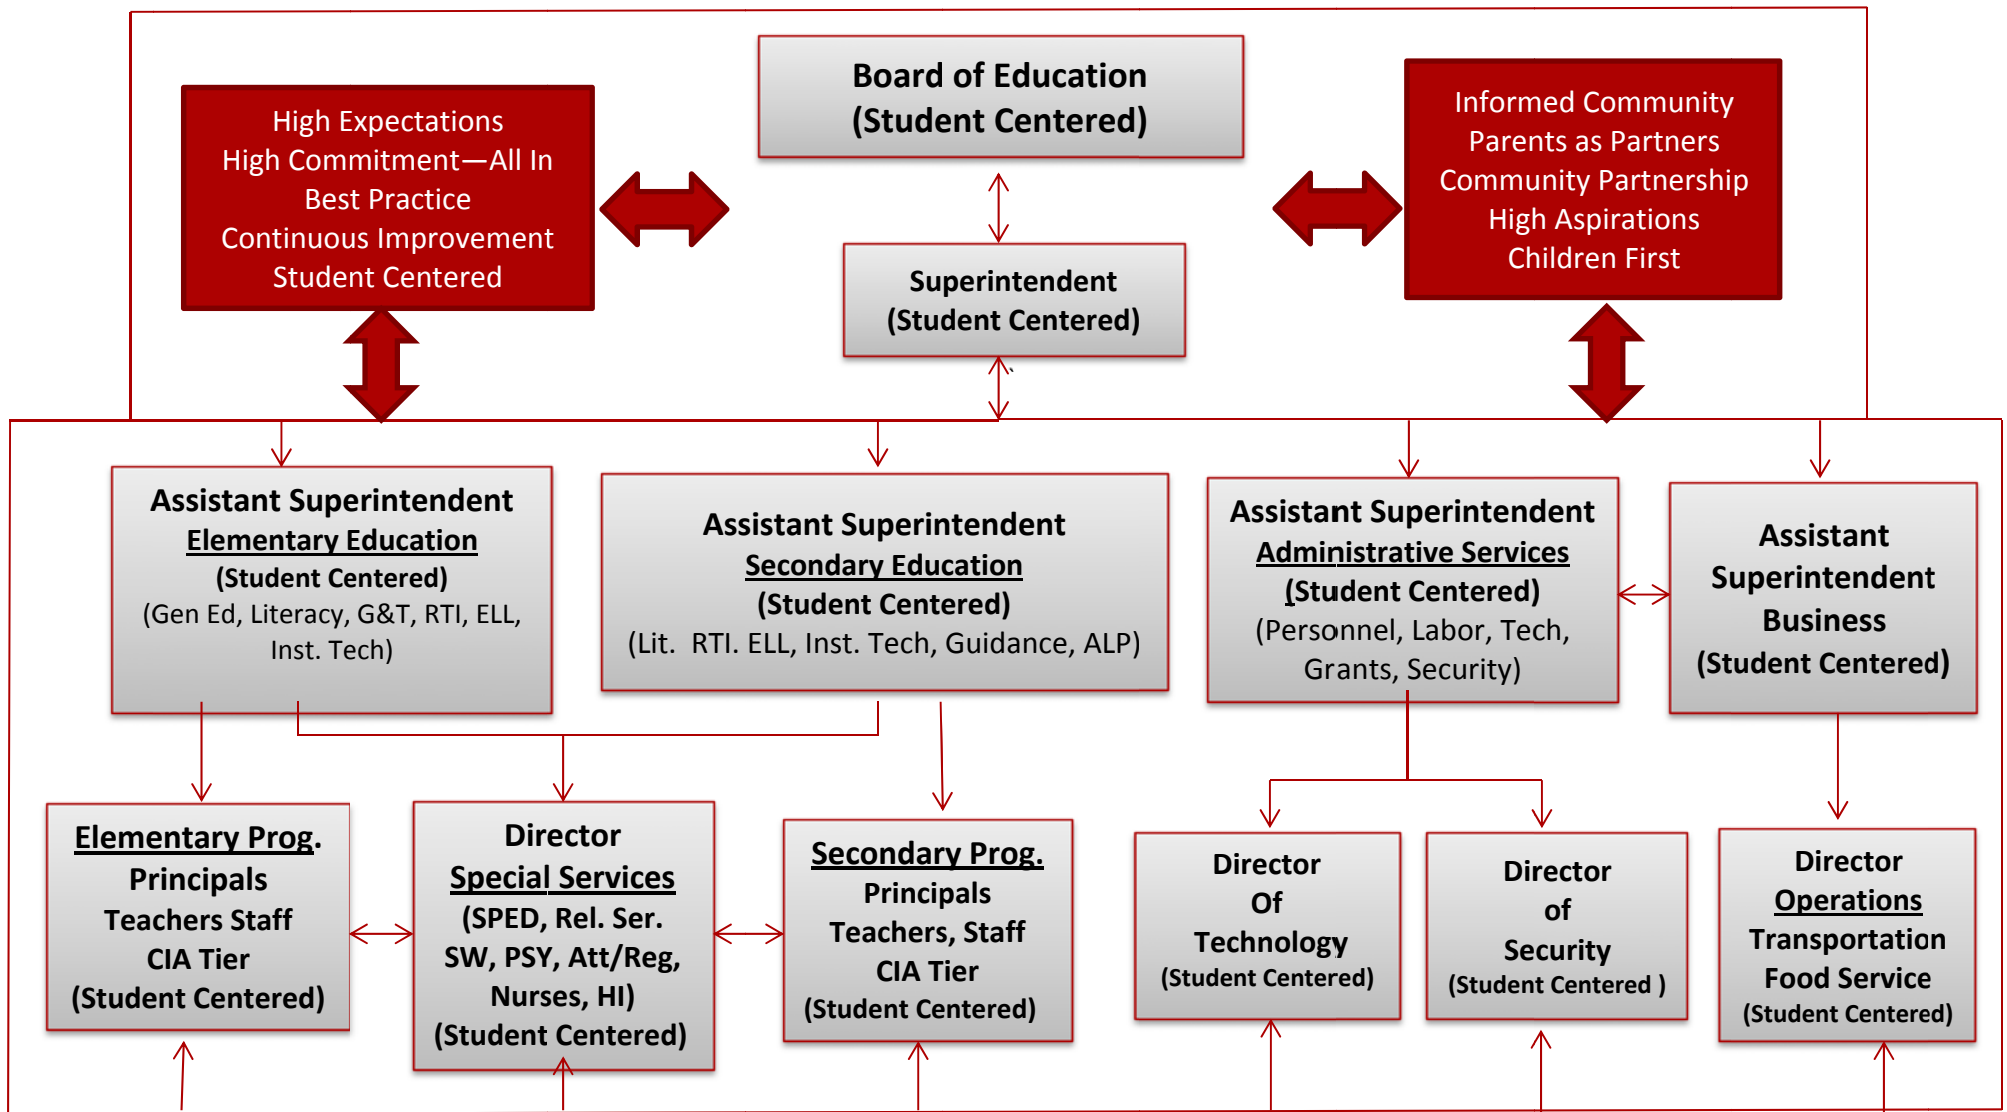 Board of Education
(Student Centered)
High Expectations
High Commitment—All In
Best Practice
Continuous Improvement
Student Centered
Informed Community
Parents as Partners
Community Partnership
High Aspirations
Children First
Superintendent
(Student Centered)
`
Assistant Superintendent
Elementary Education
(Student Centered)
(Gen Ed, Literacy, G&T, RTI, ELL,
Inst. Tech)
Assistant Superintendent
Secondary Education
(Student Centered)
(Lit.  RTI. ELL, Inst. Tech, Guidance, ALP)
Assistant Superintendent
Administrative Services
(Student Centered)
(Personnel, Labor, Tech,
Grants, Security)
Assistant
Superintendent
Business
(Student Centered)
Elementary Prog.
Principals
Teachers Staff
CIA Tier
(Student Centered)
Director
Special Services
(SPED, Rel. Ser.
SW, PSY, Att/Reg,
Nurses, HI)
(Student Centered)
Secondary Prog.
Principals
Teachers, Staff
CIA Tier
(Student Centered)
Director
Of
Technology
(Student Centered)
Director
of
Security
(Student Centered )
Director
Operations
Transportation
Food Service
(Student Centered)